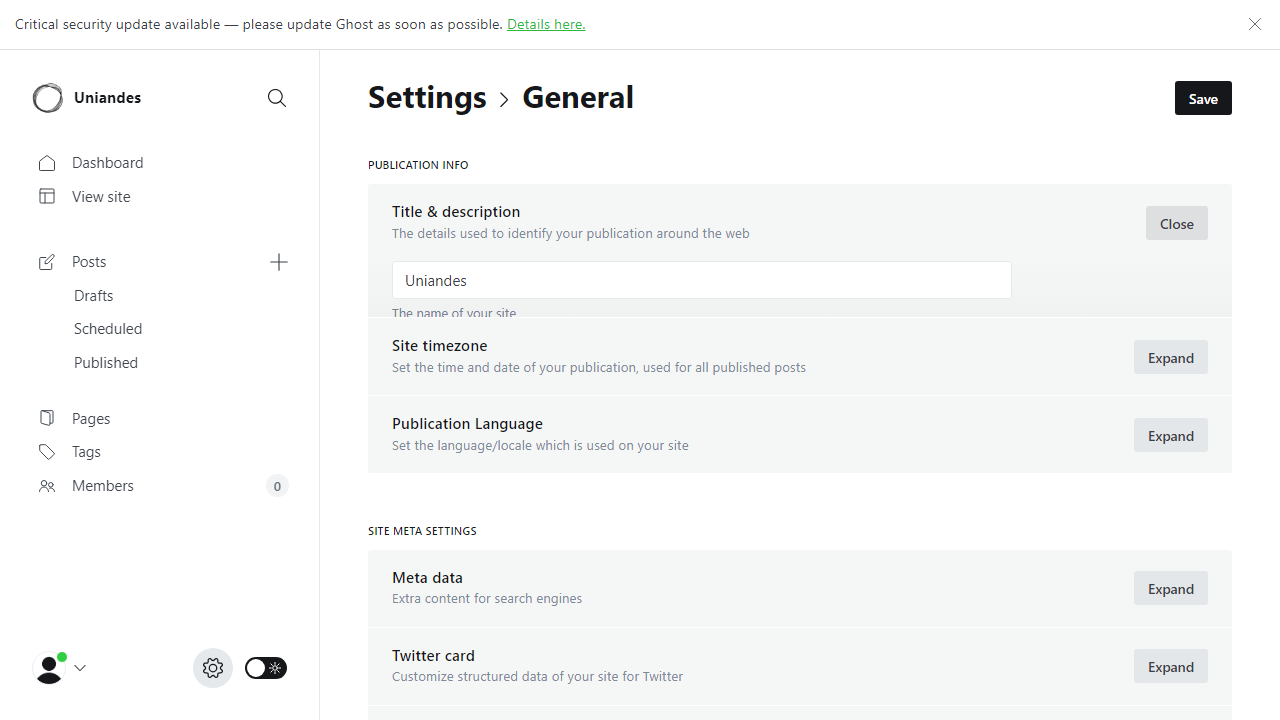 Critical security update available — please update Ghost as soon as possible. Details here.
Uniandes
Dashboard
View site
Posts
Drafts
Scheduled
Published
Pages
Tags
Members
0
Settings
General
Save
PUBLICATION INFO
Title & description
The details used to identify your publication around the web
Close
Uniandes
The name of your site
Site timezone
Set the time and date of your publication, used for all published posts
Expand
Publication Language
Set the language/locale which is used on your site
Expand
SITE META SETTINGS
Meta data
Extra content for search engines
Expand
Twitter card
Customize structured data of your site for Twitter
Expand